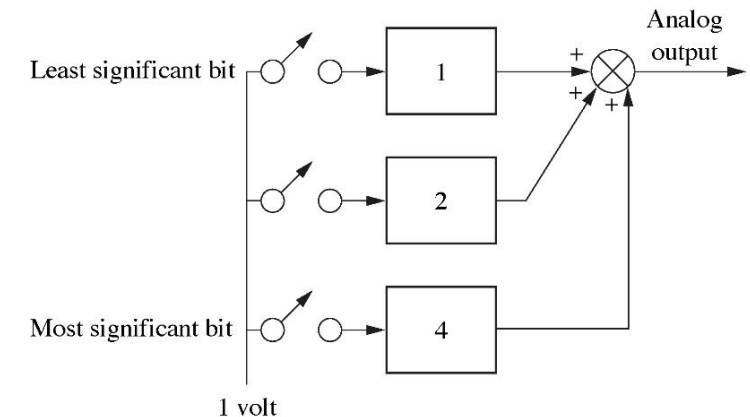 Analog
output
Least significant bit
1
+
+
+
2
Most significant bit
4
1 volt